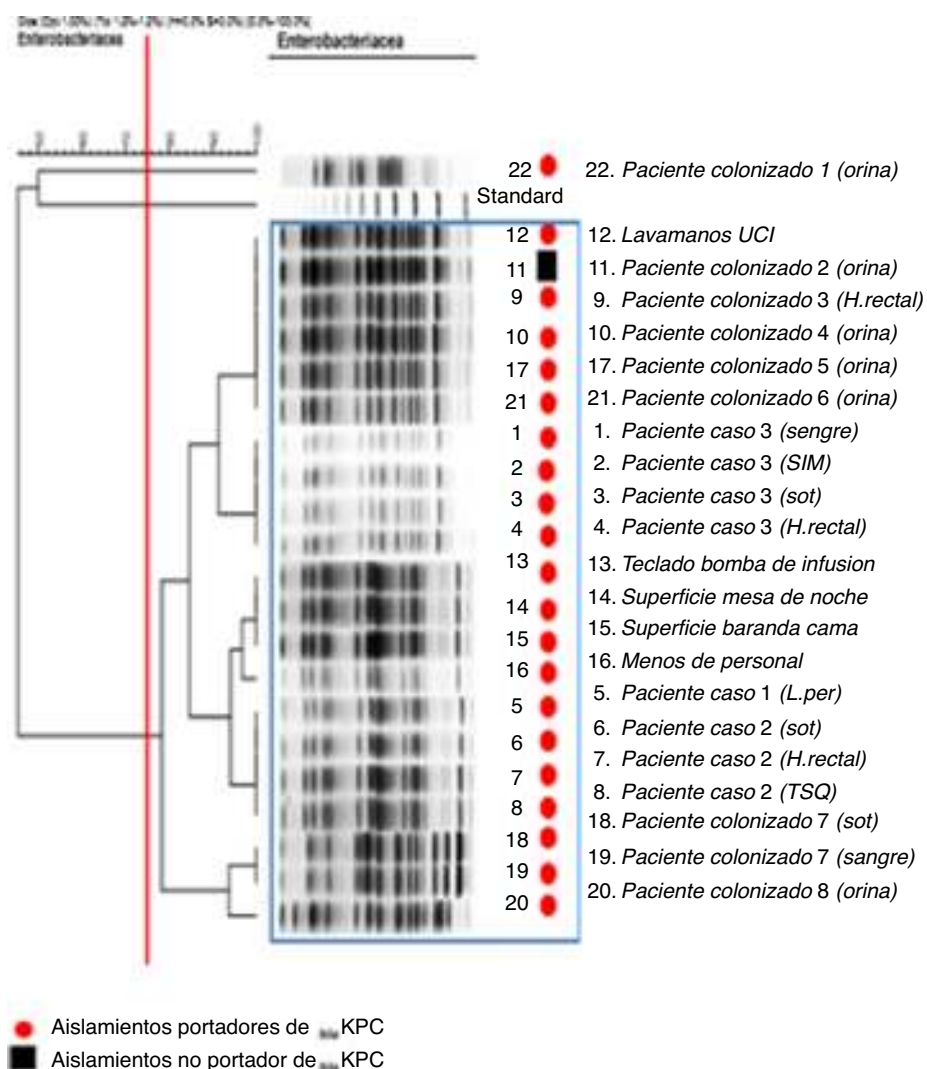 Enterobacteriacea
Enterobacteriacea
22 22. Paciente colonizado 1 (orina)
Standard
12 12. Lavamanos UCI
11 11. Paciente colonizado 2 (orina)
9 9. Paciente colonizado 3 (H.rectal)
10 10. Paciente colonizado 4 (orina)
17 17. Paciente colonizado 5 (orina)
21 21. Paciente colonizado 6 (orina)
1 1. Paciente caso 3 (sengre)
2 2. Paciente caso 3 (SIM)
3 3. Paciente caso 3 (sot)
4 4. Paciente caso 3 (H.rectal)
13 13. Teclado bomba de infusion
14 14. Superficie mesa de noche
15 15. Superficie baranda cama
16 16. Menos de personal
5 5. Paciente caso 1 (L.per)
6 6. Paciente caso 2 (sot)
7 7. Paciente caso 2 (H.rectal)
8 8. Paciente caso 2 (TSQ)
18 18. Paciente colonizado 7 (sot)
19 19. Paciente colonizado 7 (sangre)
20 20. Paciente colonizado 8 (orina)
Aislamientos portadores de bla KPC
Aislamientos no portador de bla KPC